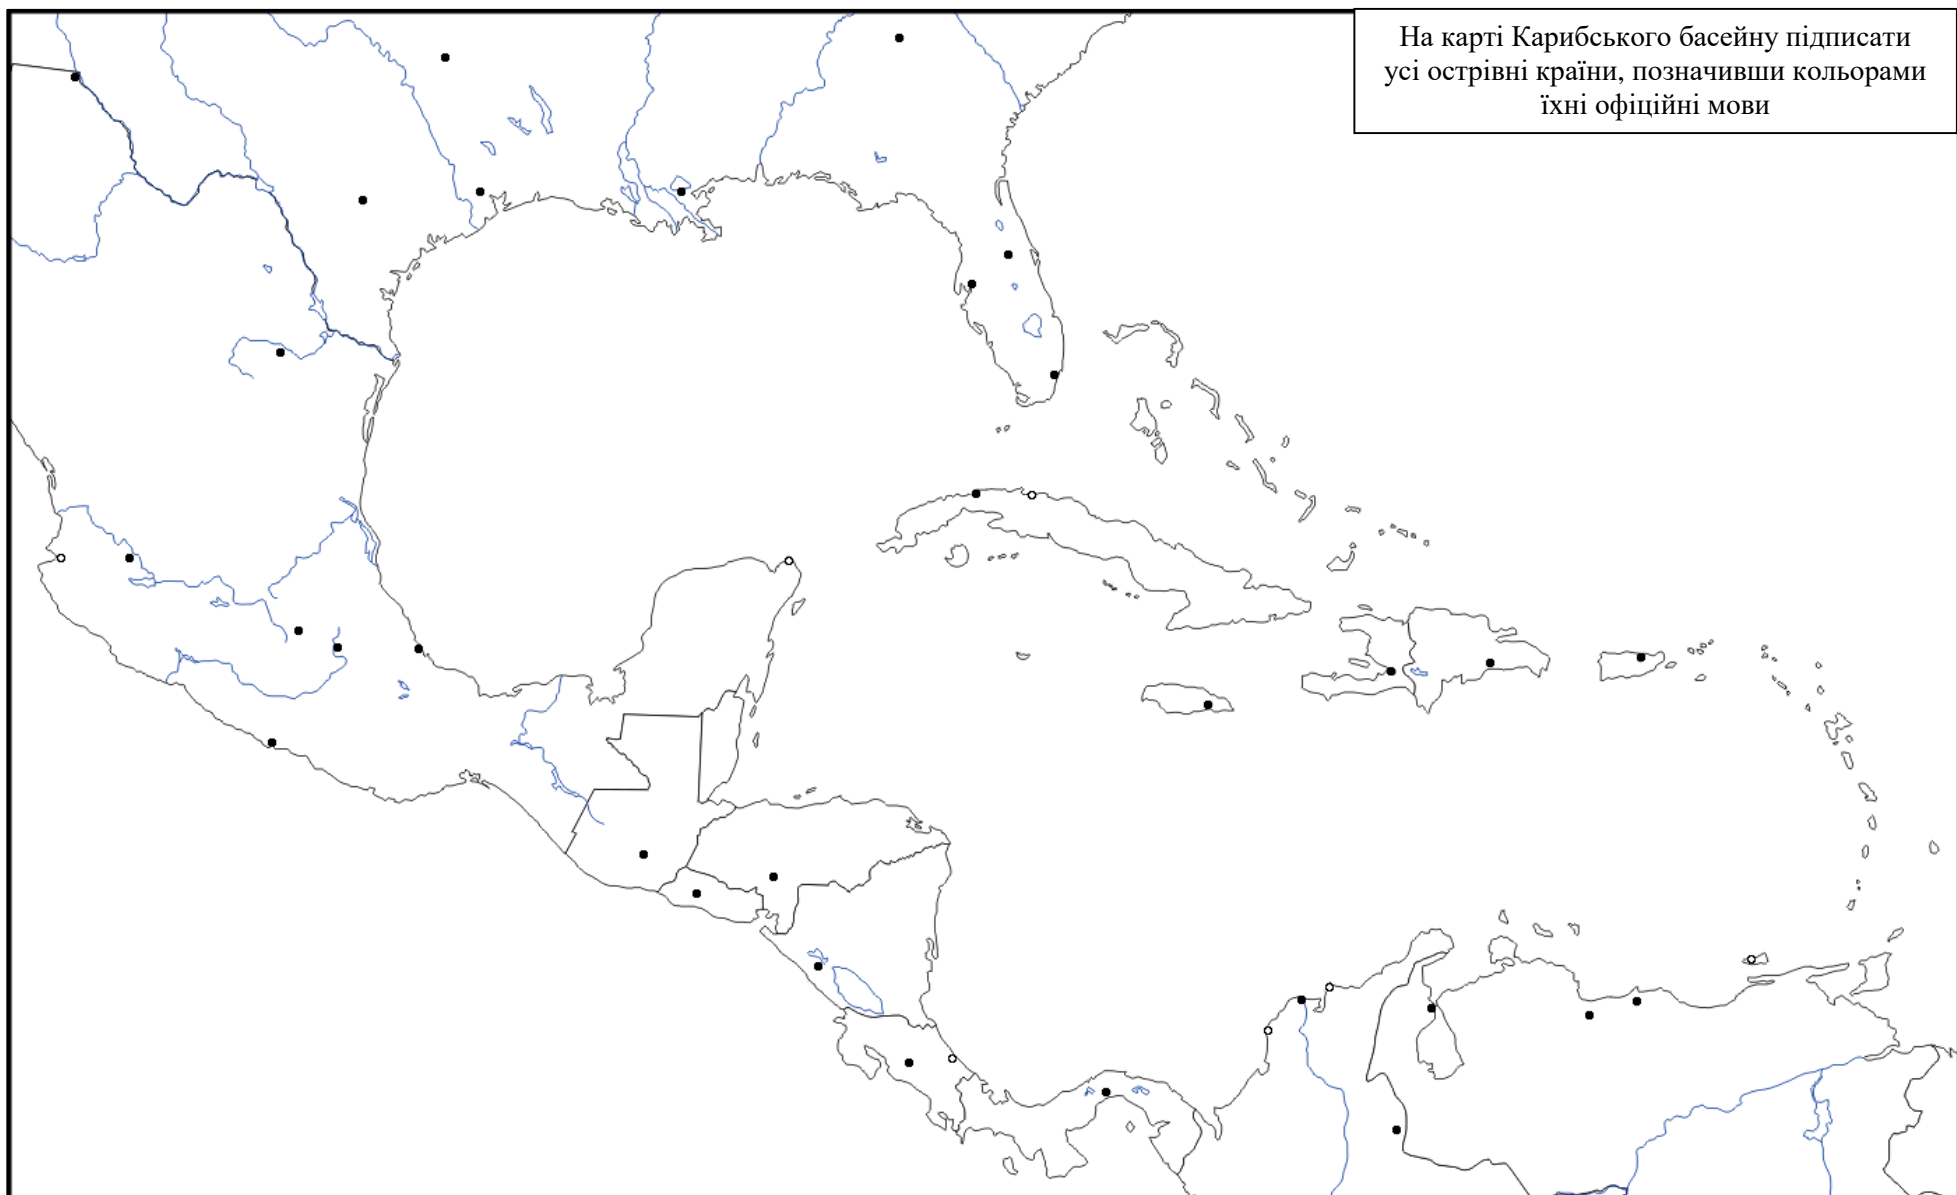 На карті Карибського басейну підписати
усі острівні країни, позначивши кольорами
їхні офіційні мови